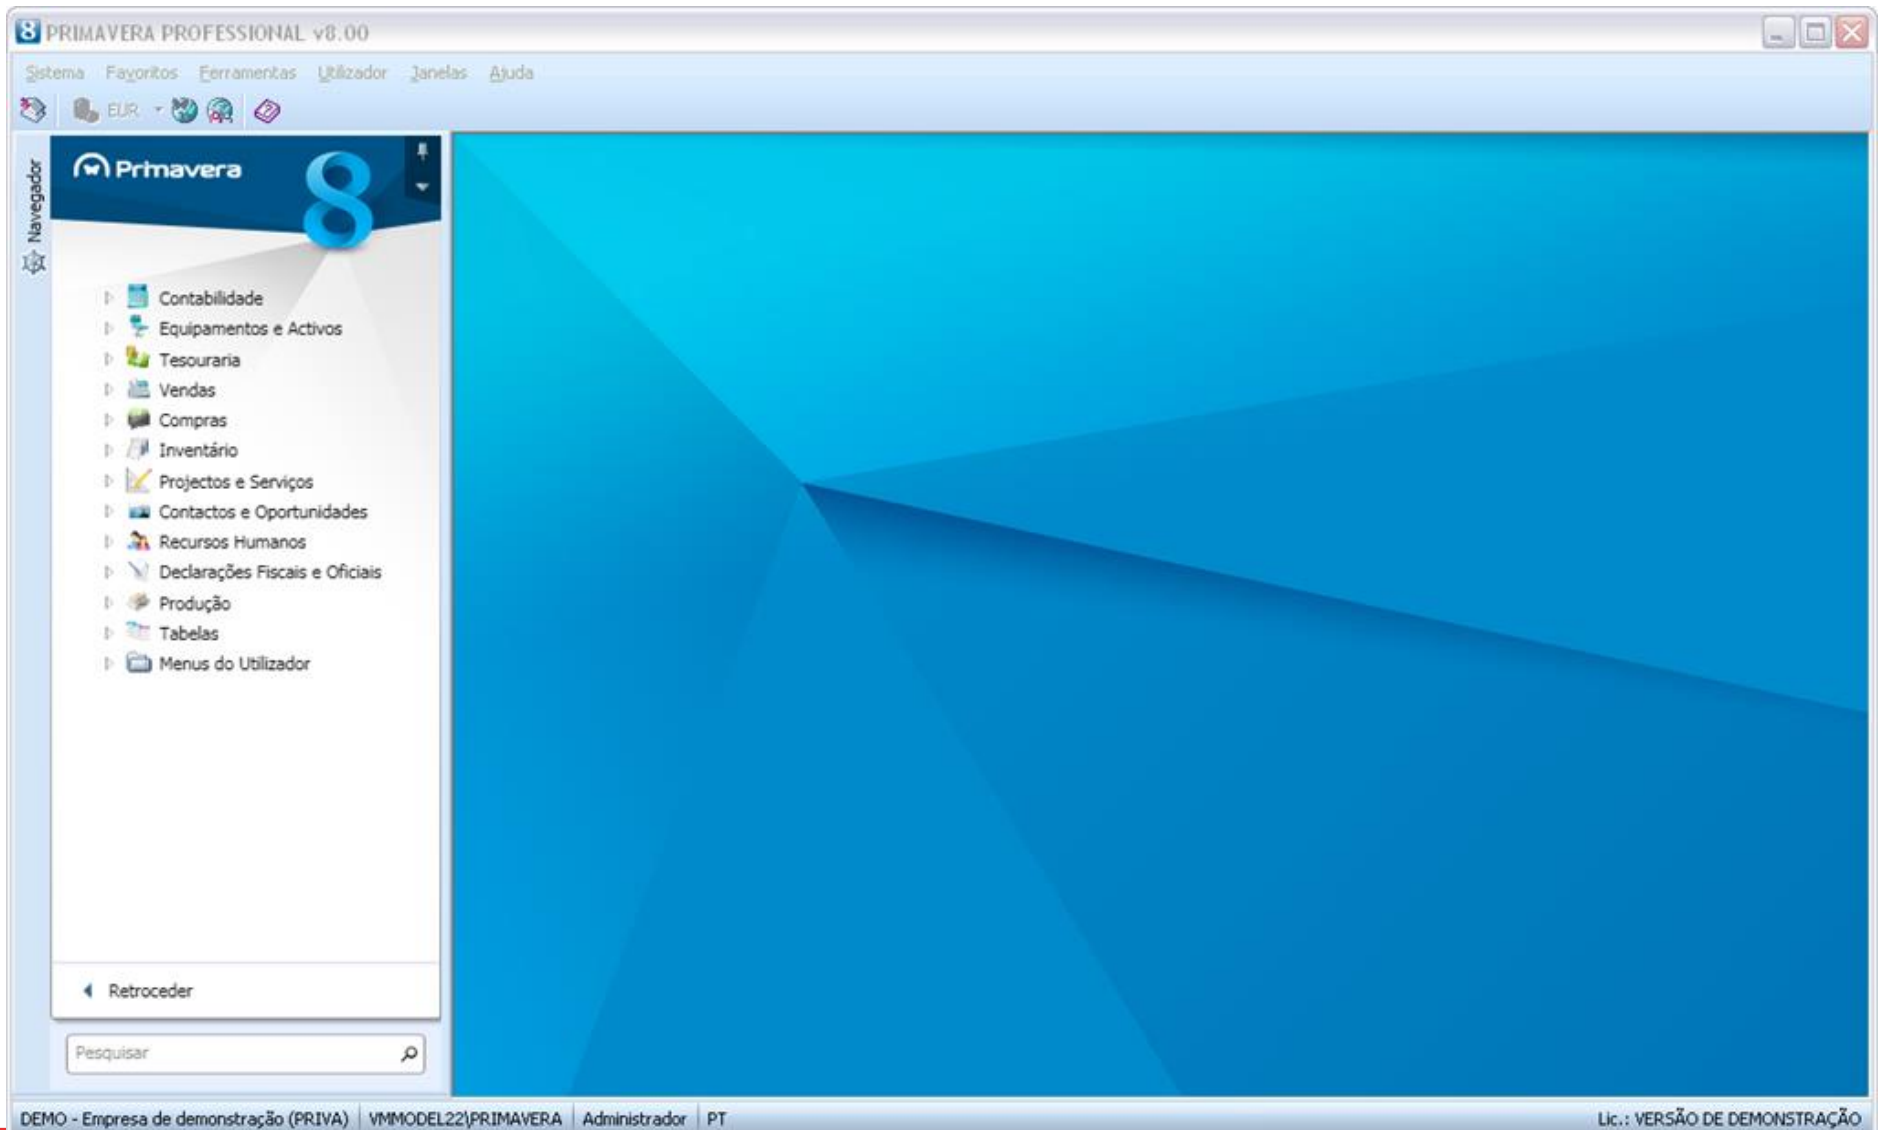 8 PRIMAVERA PROFESSIONAL v8.00
Sistema Favoritos Ferramentas Utilizador Janelas Ajuda
EUR
Navegador
Primavera 8
Contabilidade
Equipamentos e Activos
Tesouraria
Vendas
Compras
Inventário
Projectos e Serviços
Contactos e Oportunidades
Recursos Humanos
Declarações Fiscais e Oficiais
Produção
Tabelas
Menus do Utilizador
Retroceder
Pesquisar
DEMO - Empresa de demonstração (PRIVA) VMMODEL22\PRIMAVERA Administrador PT Lic.: VERSÃO DE DEMONSTRAÇÃO